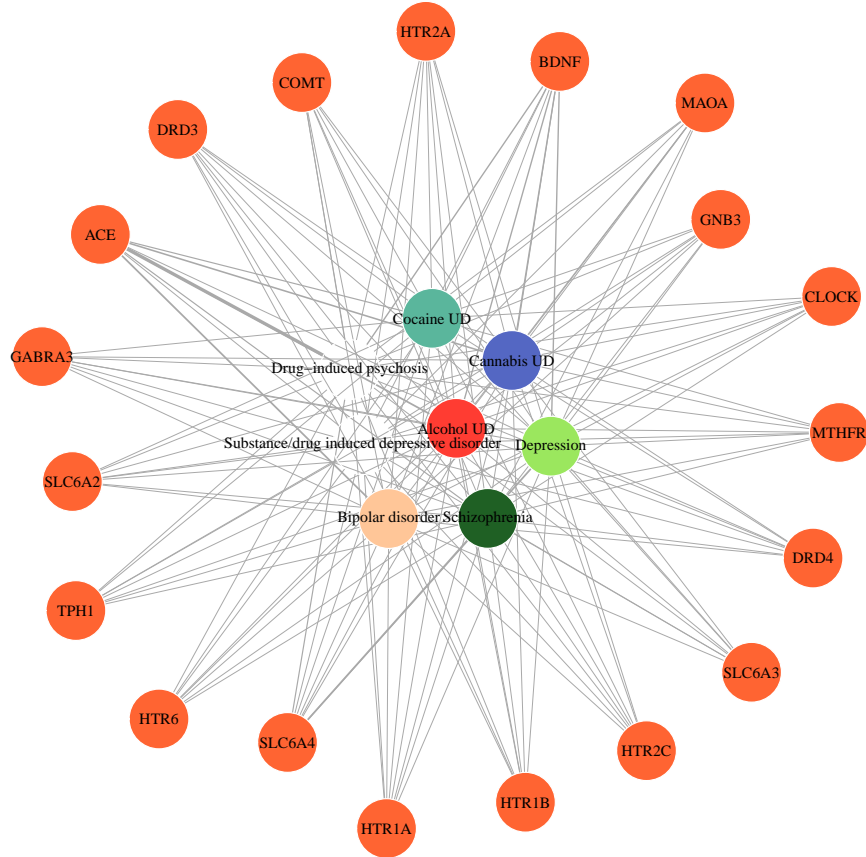 HTR2A
BDNF
COMT
MAOA
DRD3
GNB3
ACE
CLOCK
Cocaine UD
GABRA3
Cannabis UD
Drug-induced psychosis
Alcohol UD
MTHFR
Substance/drug induced depressive disorder
Depression
SLC6A2
Bipolar disorder
Schizophrenia
DRD4
TPH1
SLC6A3
HTR6
SLC6A4
HTR2C
HTR1B
HTR1A